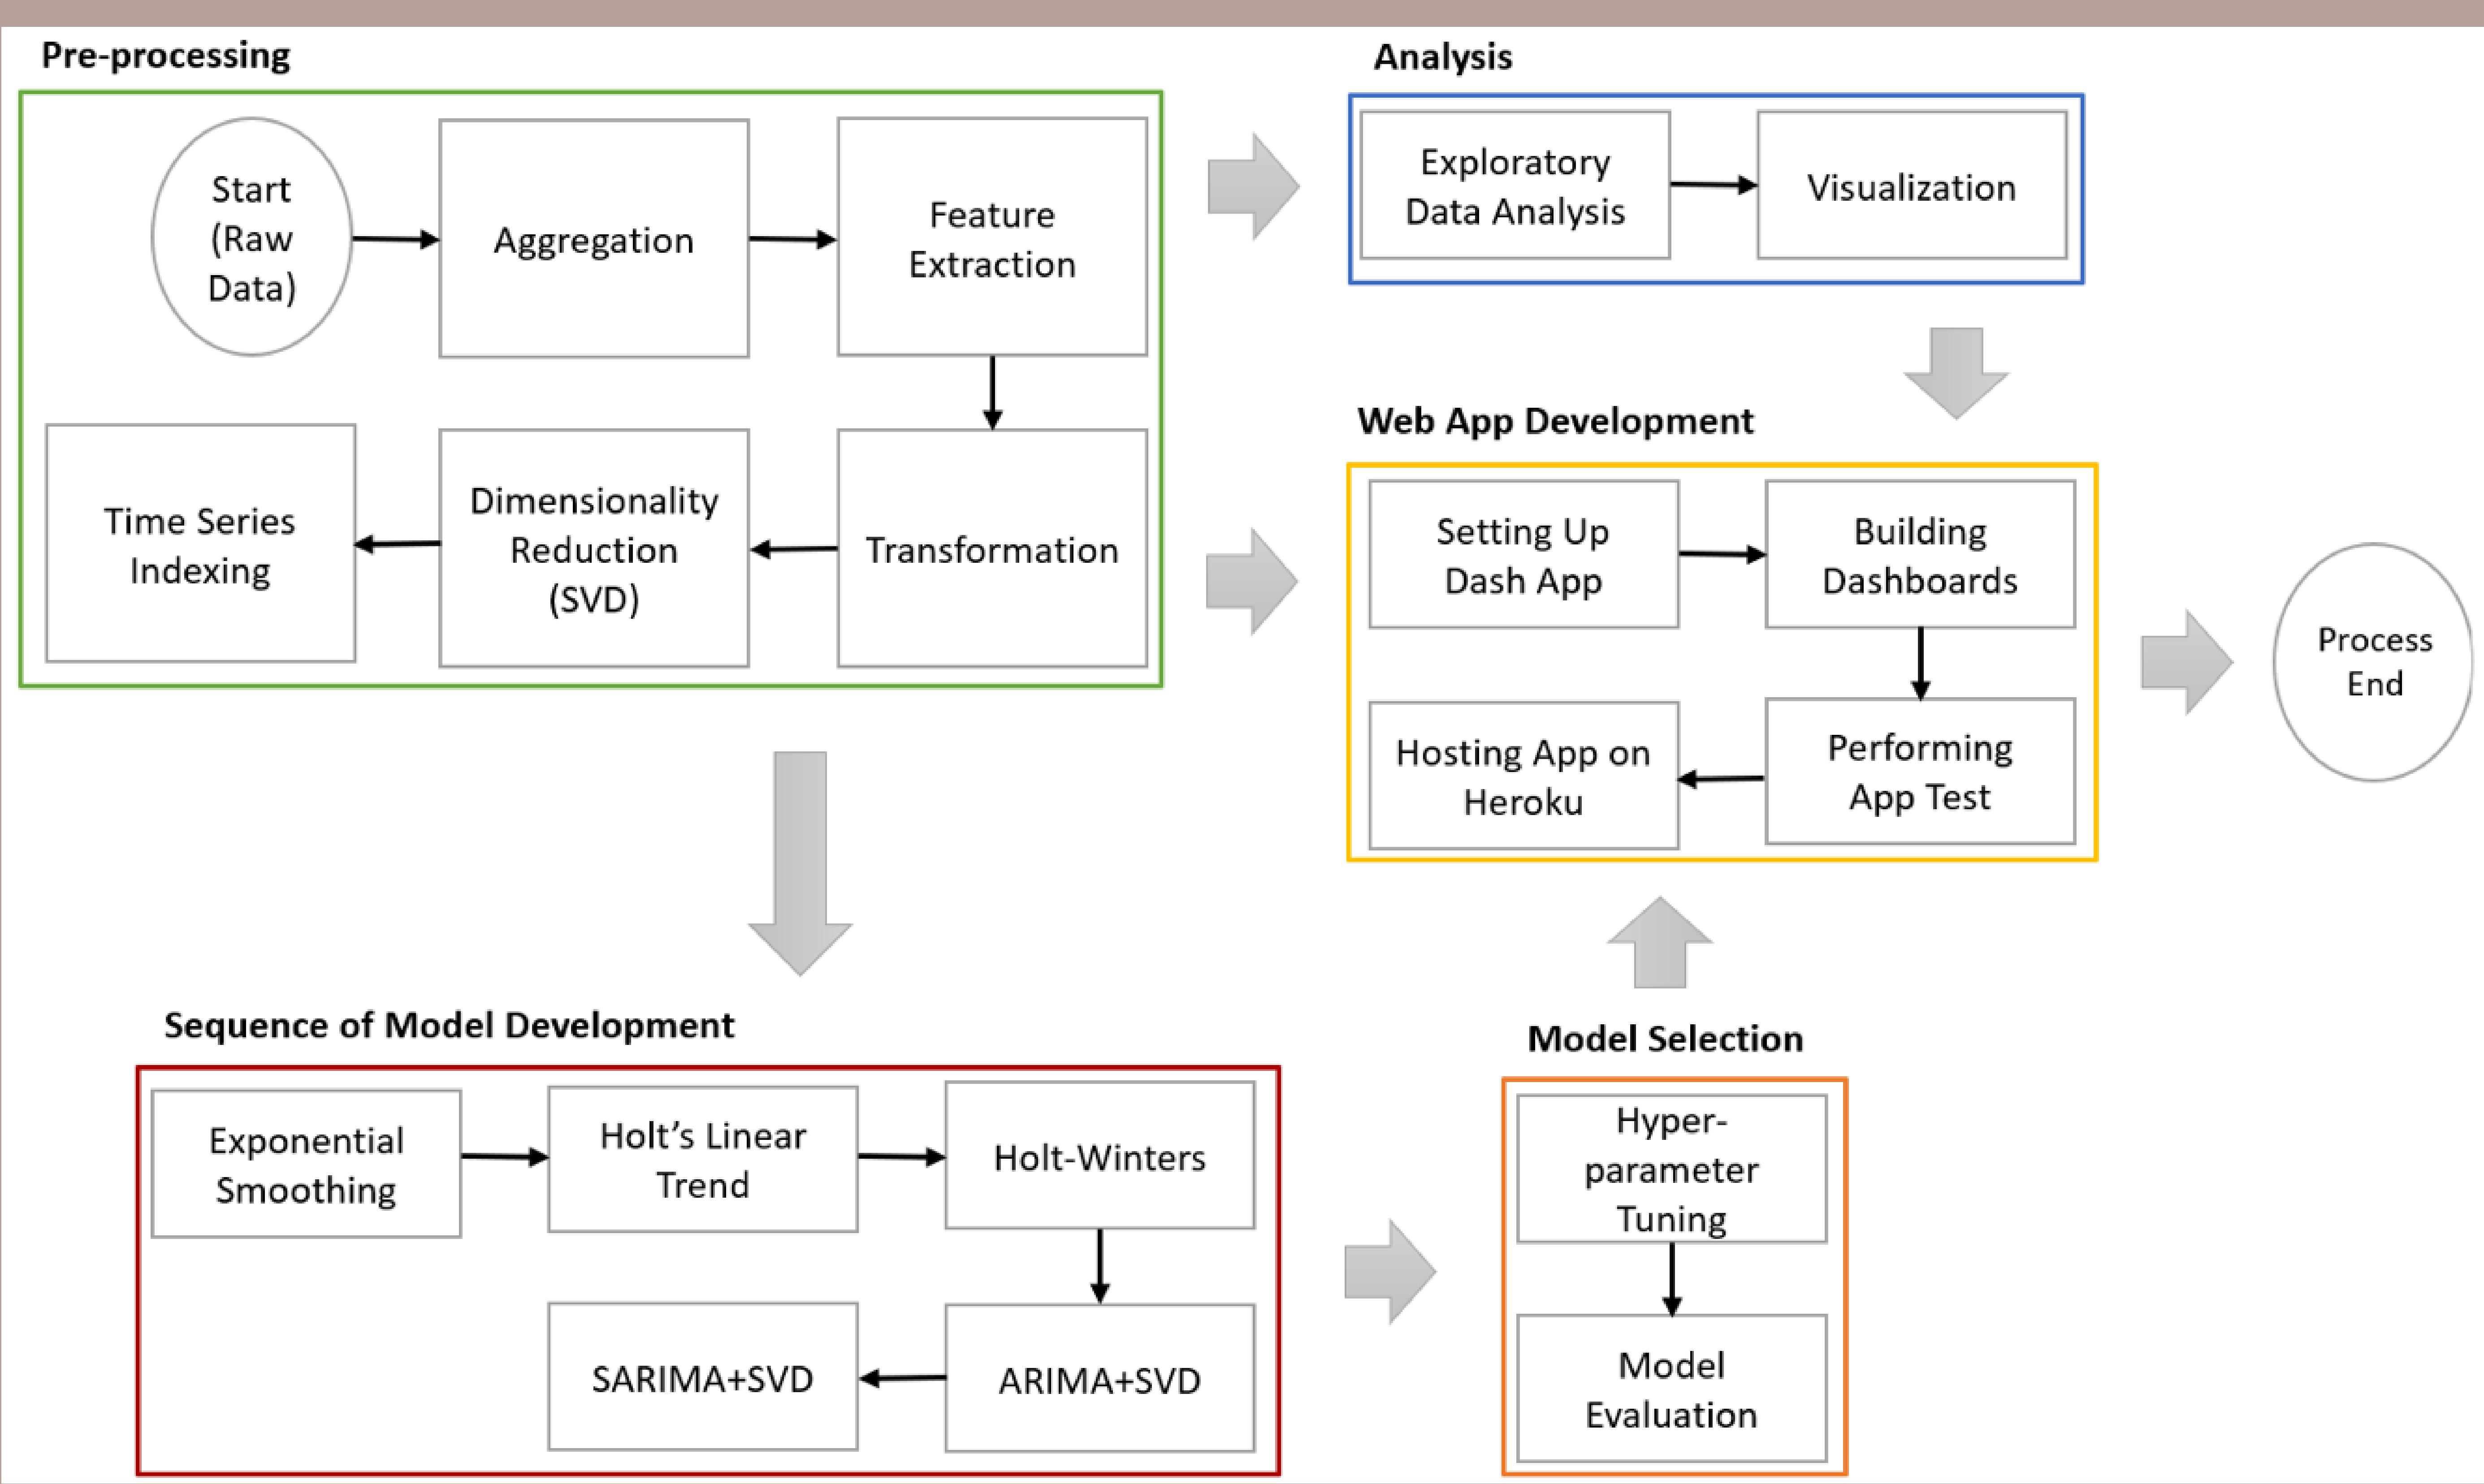 Pre-processing
Start
(Raw
Data)
Aggregation
Feature
Extraction
Time Series
Indexing
Dimensionality
Reduction
(SVD)
Transformation
Analysis
Exploratory
Data Analysis
Visualization
Web App Development
Setting Up
Dash App
Building
Dashboards
Hosting App on
Heroku
Performing
App Test
Process
End
Sequence of Model Development
Exponential
Smoothing
Holt’s Linear
Trend
Holt-Winters
SARIMA+SVD
ARIMA+SVD
Model Selection
Hyper-
parameter
Tuning
Model
Evaluation